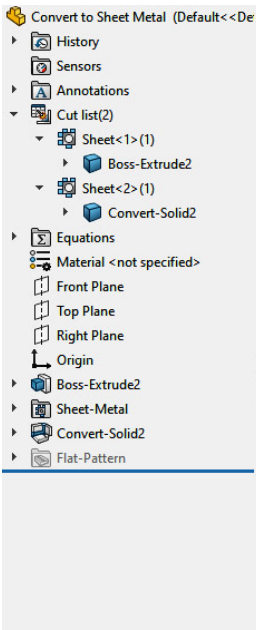 Convert to Sheet Metal (Default<<De
History
Sensors
Annotations
Cut list(2)
Sheet<1>(1)
Boss-Extrude2
Sheet<2>(1)
Convert-Solid2
Equations
Material <not specified>
Front Plane
Top Plane
Right Plane
Origin
Boss-Extrude2
Sheet-Metal
Convert-Solid2
Flat-Pattern